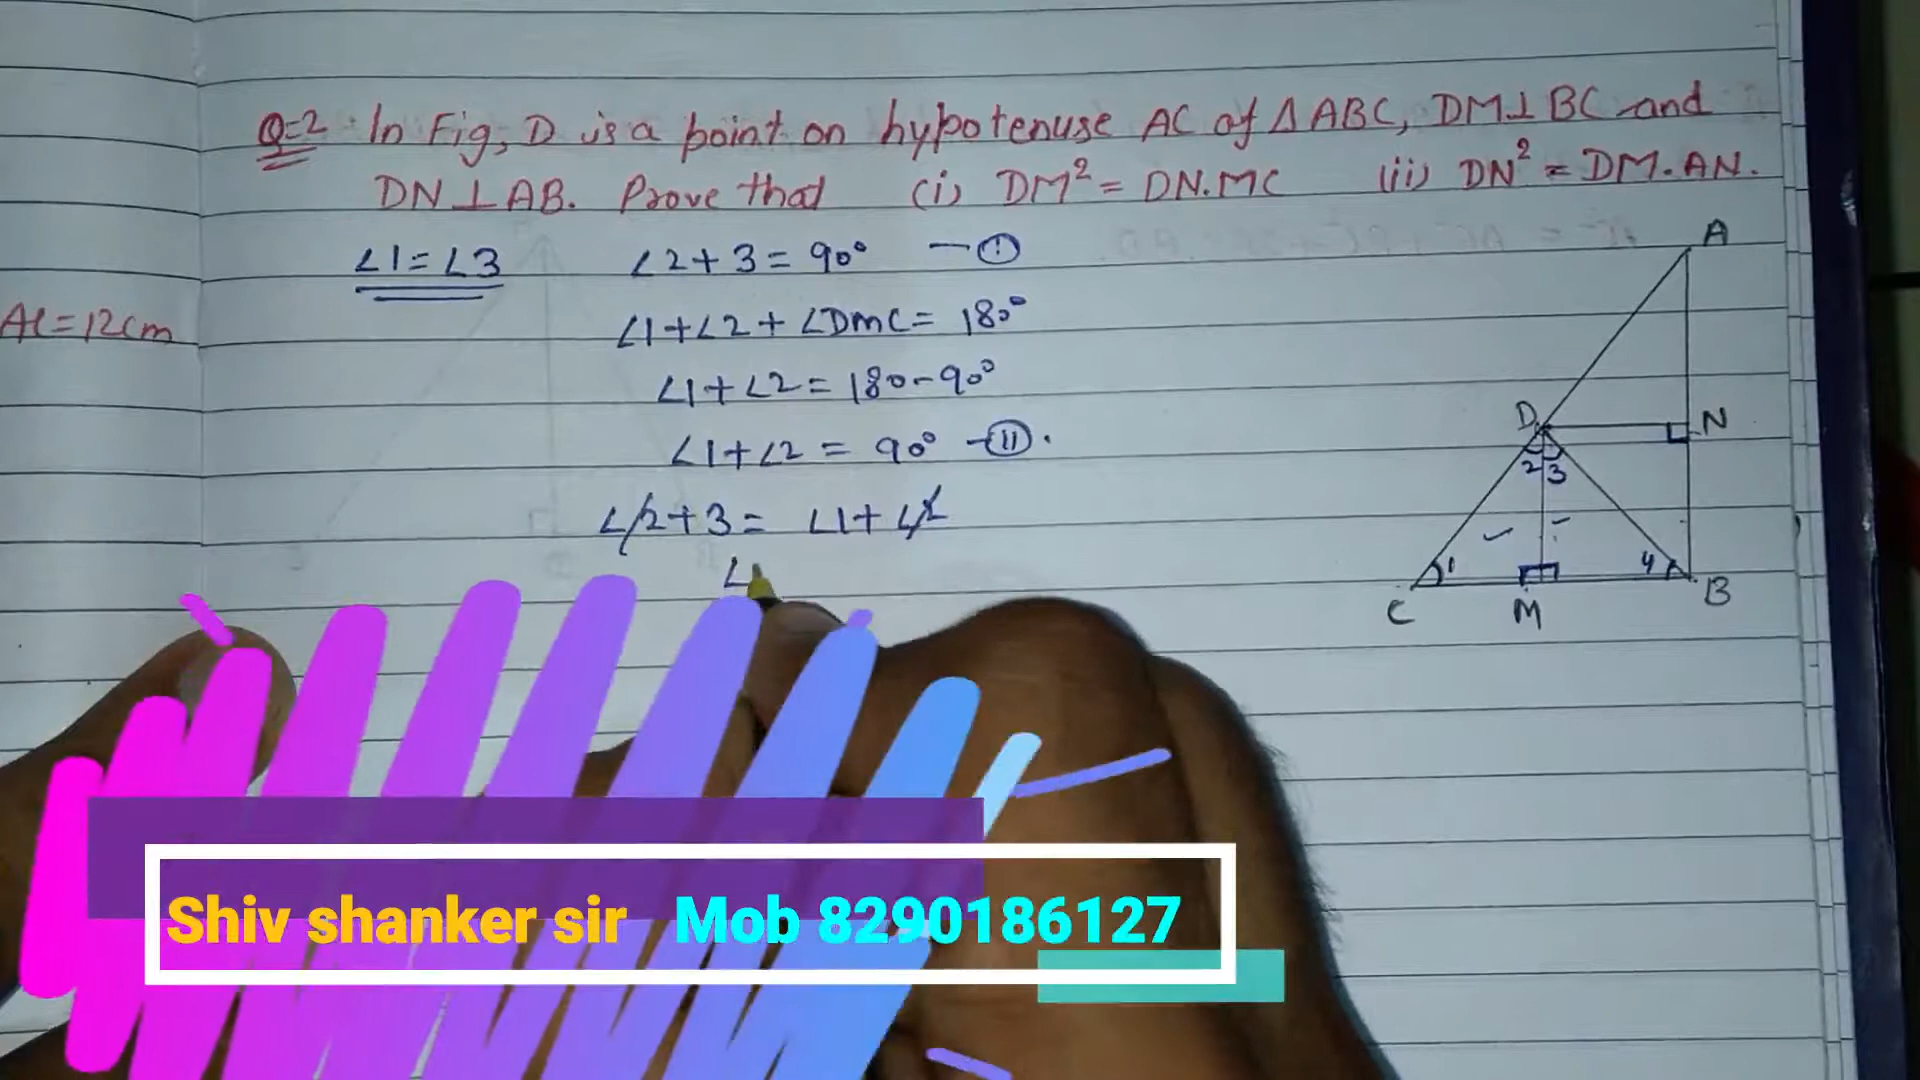 Q=2 In Fig, D is a point on hypotenuse AC of ΔABC, DM⊥BC and
DN⊥AB. Prove that (i) DM² = DN.MC (ii) DN² = DM.AN.
∠1=∠3
∠2+3=90° —(I)
∠1+∠2+∠DMC=180°
∠1+∠2=180-90°
∠1+∠2=90° —(II).
∠2+3= ∠1+∠2
∠
AC=12cm
A
D
N
2 3
1
4
C
M
B
Shiv shanker sir Mob 8290186127